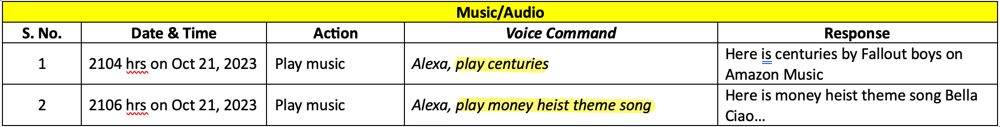 Music/Audio
S. No. Date & Time Action Voice Command Response
1 2104 hrs on Oct 21, 2023 Play music Alexa, play centuries Here is centuries by Fallout boys on
Amazon Music
2 2106 hrs on Oct 21, 2023 Play music Alexa, play money heist theme song Here is money heist theme song Bella
Ciao...